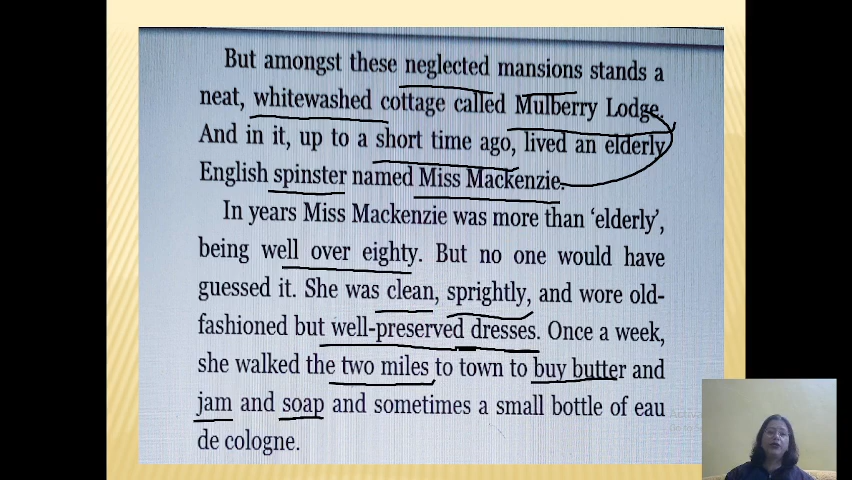 But amongst these neglected mansions stands a
neat, whitewashed cottage called Mulberry Lodge.
And in it, up to a short time ago, lived an elderly
English spinster named Miss Mackenzie.
In years Miss Mackenzie was more than ‘elderly’,
being well over eighty. But no one would have
guessed it. She was clean, sprightly, and wore old-
fashioned but well-preserved dresses. Once a week,
she walked the two miles to town to buy butter and
jam and soap and sometimes a small bottle of eau
de cologne.